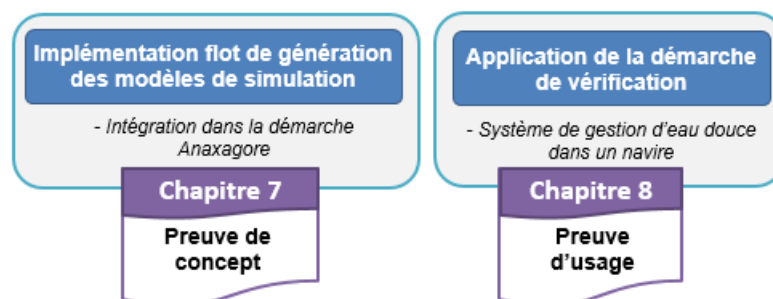 Implémentation flot de génération
des modèles de simulation
- Intégration dans la démarche
Anaxagore
Chapitre 7
Preuve de
concept
Application de la démarche
de vérification
- Système de gestion d'eau douce
dans un navire
Chapitre 8
Preuve
d'usage